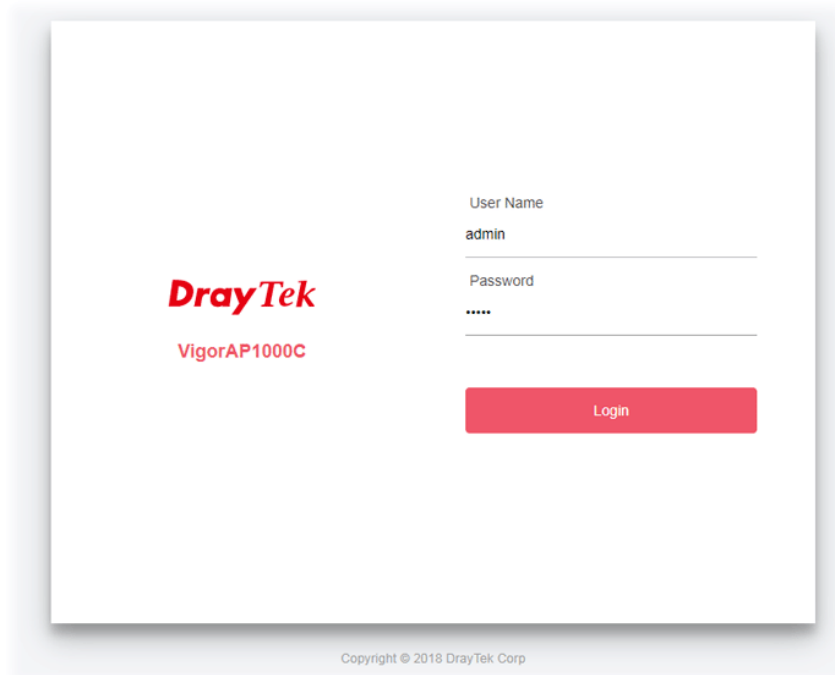 User Name
admin
Password
•••••
DrayTek
VigorAP1000C
Login
Copyright © 2018 DrayTek Corp